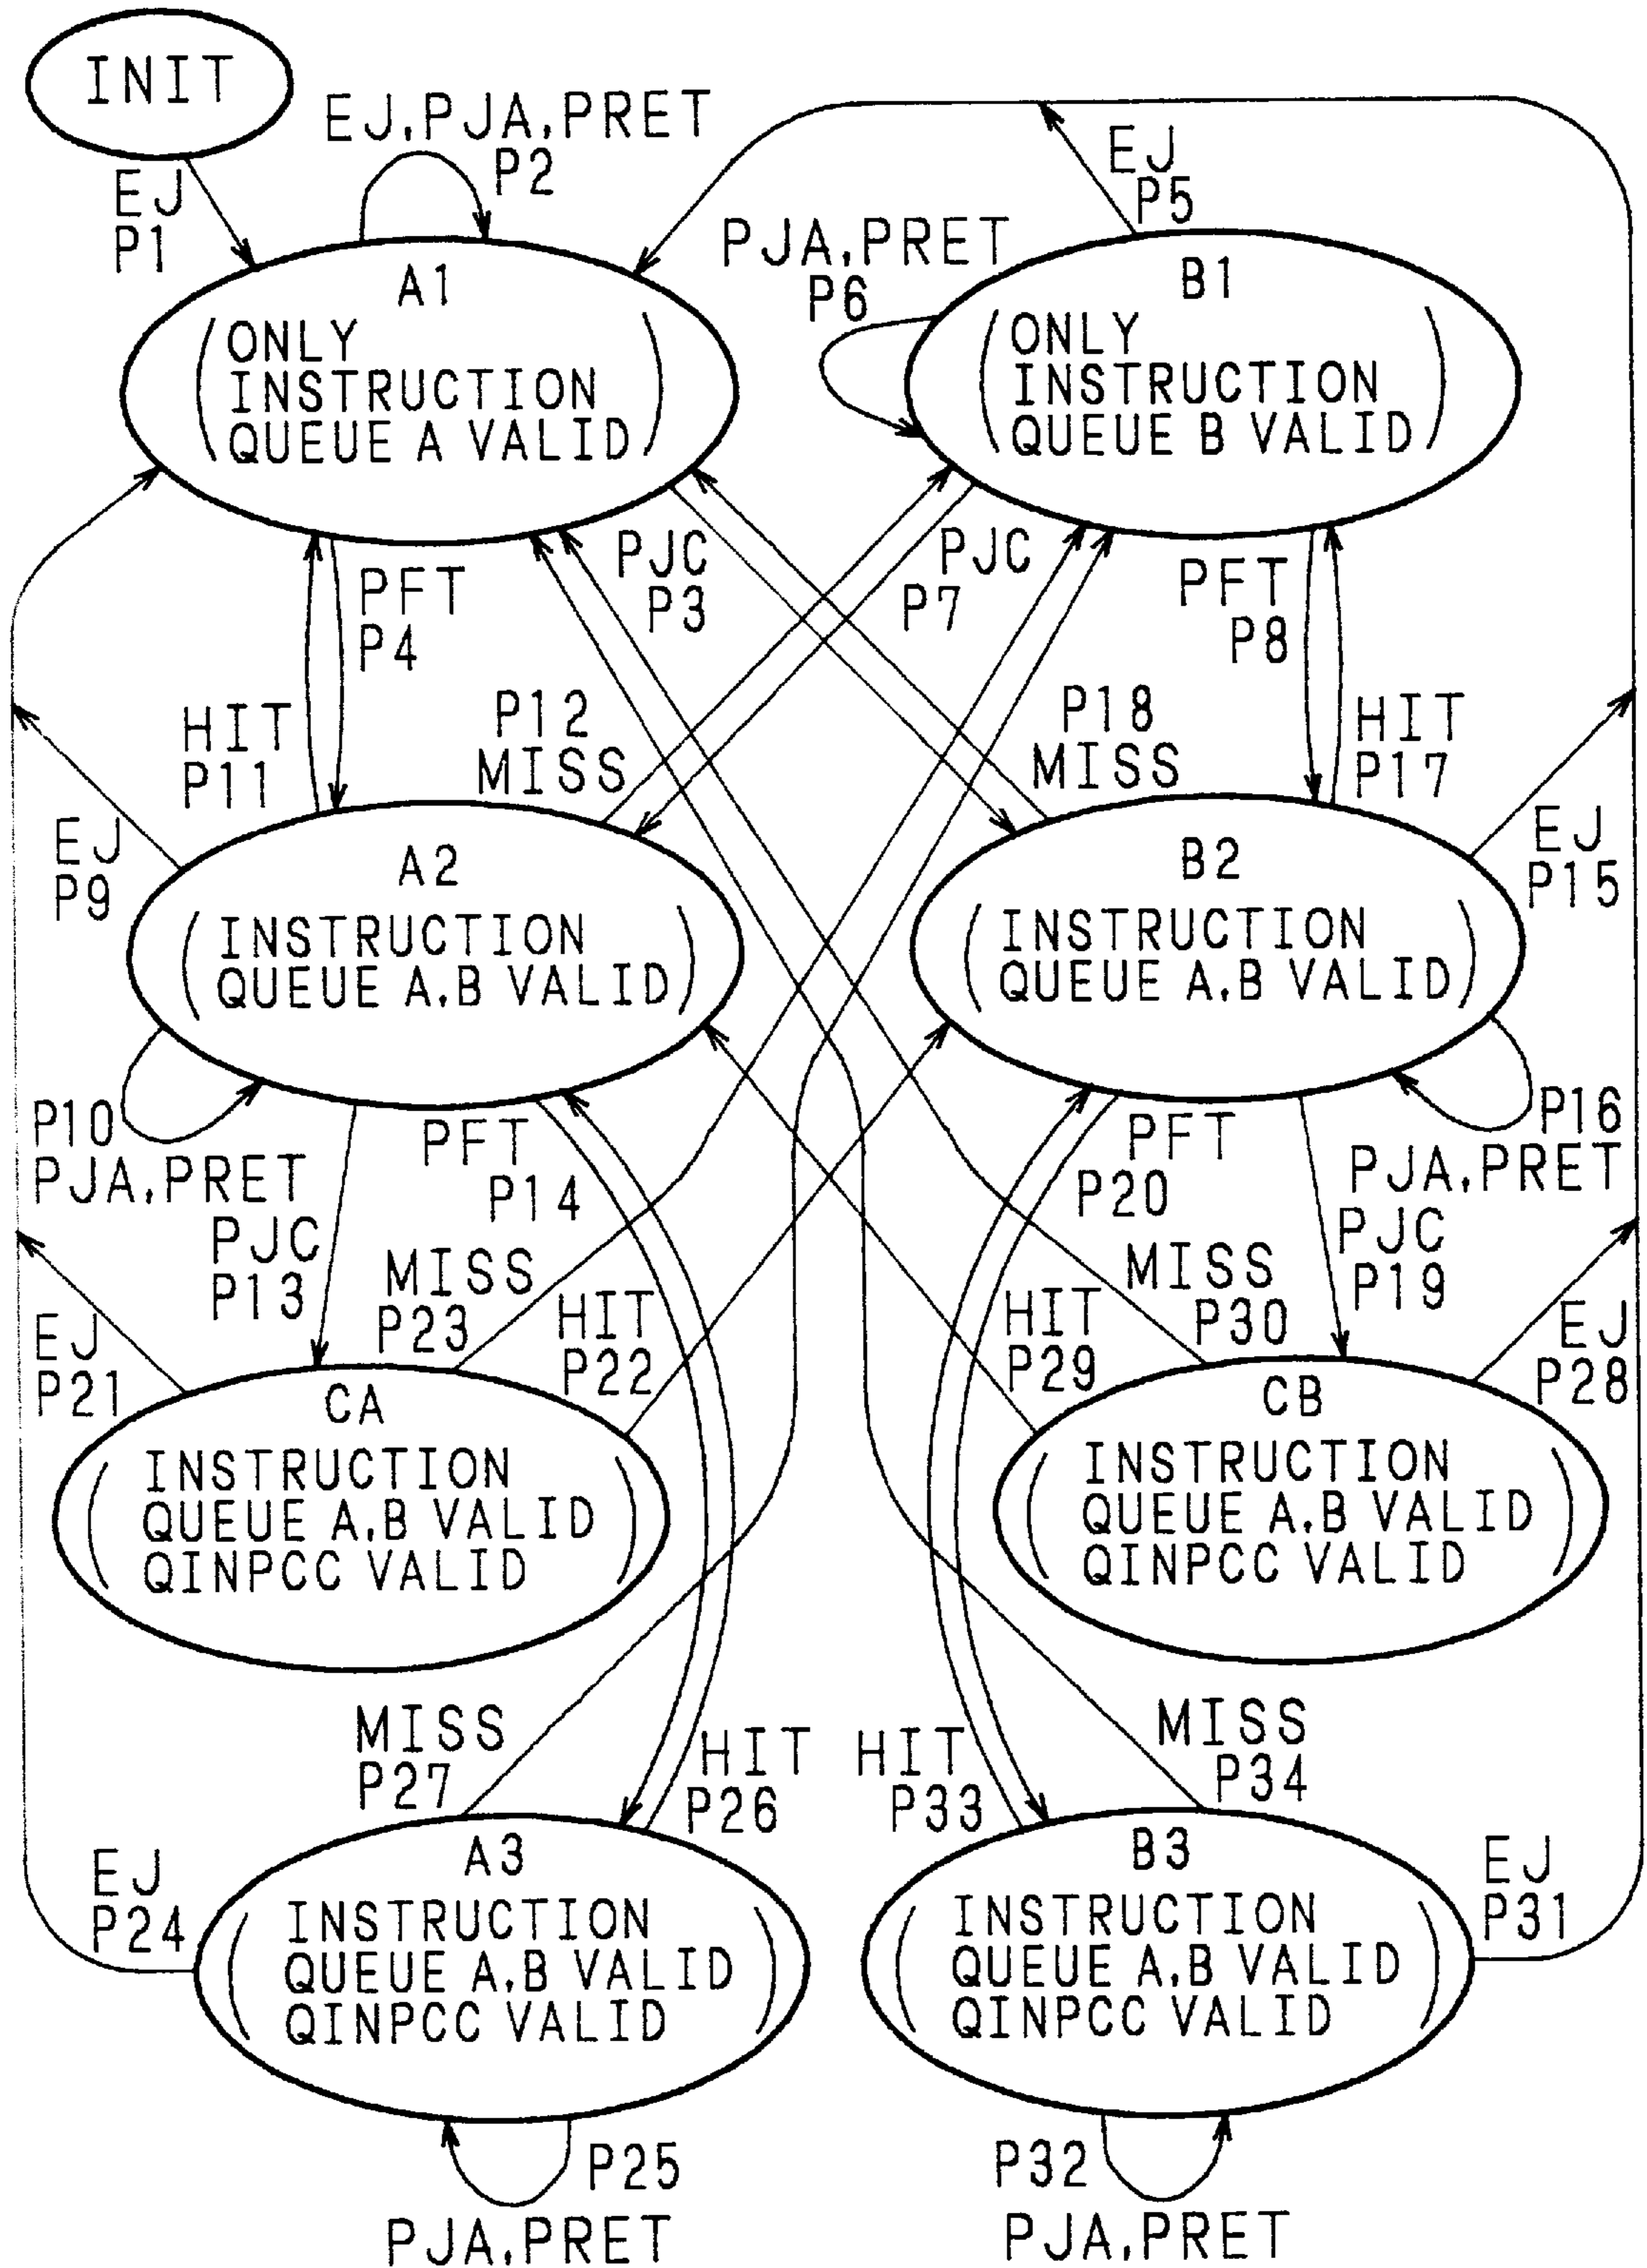 INIT
EJ,PJA,PRET
P2
EJ
P1
EJ
P5
PJA,PRET
P6
A1
ONLY
INSTRUCTION
QUEUE A VALID
B1
ONLY
INSTRUCTION
QUEUE B VALID
PFT
P4
PJC
P3
PJC
P7
PFT
P8
HIT
P11
P12
MISS
P18
MISS
HIT
P17
EJ
P9
EJ
P15
A2
INSTRUCTION
QUEUE A,B VALID
B2
INSTRUCTION
QUEUE A,B VALID
P10
PJA,PRET
PFT
P14
PFT
P20
P16
PJA,PRET
PJC
P13
MISS
P23
HIT
P22
HIT
P29
MISS
P30
PJC
P19
EJ
P21
EJ
P28
CA
INSTRUCTION
QUEUE A,B VALID
QINPCC VALID
CB
INSTRUCTION
QUEUE A,B VALID
QINPCC VALID
MISS
P27
HIT
P26
HIT
P33
MISS
P34
EJ
P24
EJ
P31
A3
INSTRUCTION
QUEUE A,B VALID
QINPCC VALID
B3
INSTRUCTION
QUEUE A,B VALID
QINPCC VALID
P25
PJA,PRET
P32
PJA,PRET